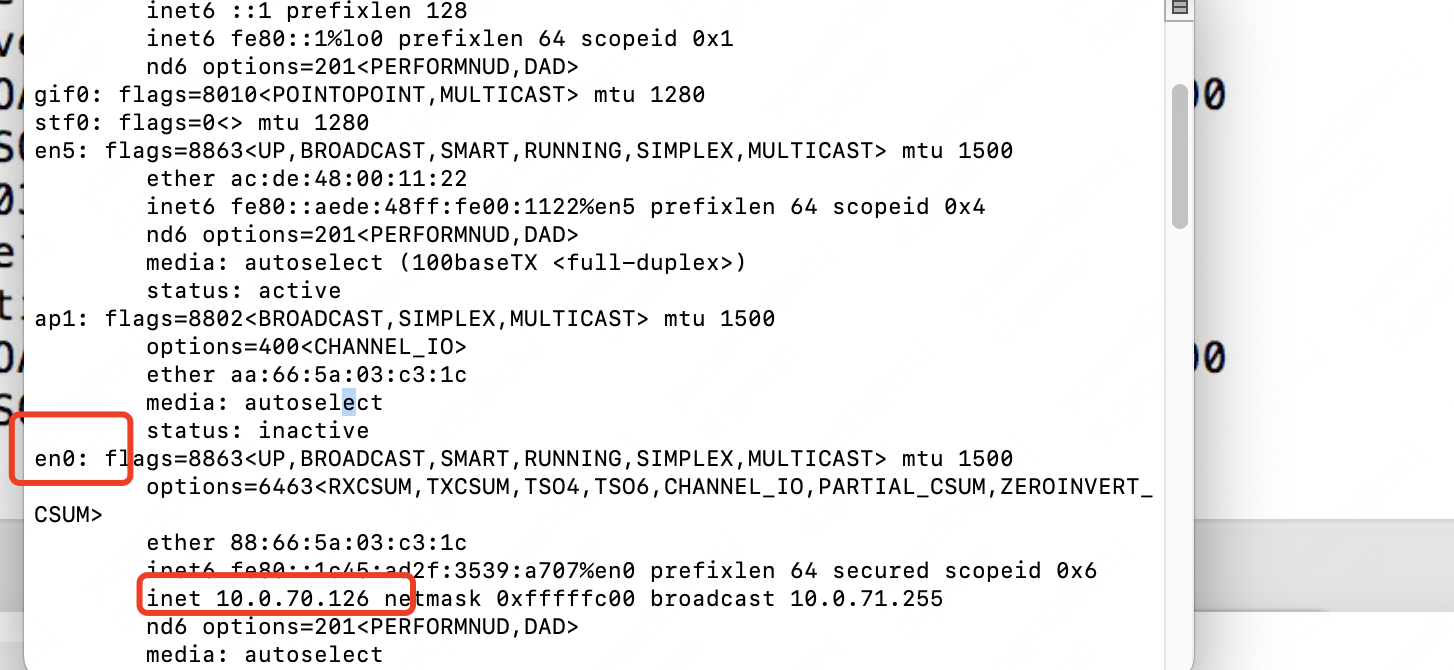 inet6 ::1 prefixlen 128
inet6 fe80::1%lo0 prefixlen 64 scopeid 0x1
nd6 options=201<PERFORMNUD,DAD>
gif0: flags=8010<POINTOPOINT,MULTICAST> mtu 1280
stf0: flags=0<> mtu 1280
en5: flags=8863<UP,BROADCAST,SMART,RUNNING,SIMPLEX,MULTICAST> mtu 1500
ether ac:de:48:00:11:22
inet6 fe80::aede:48ff:fe00:1122%en5 prefixlen 64 scopeid 0x4
nd6 options=201<PERFORMNUD,DAD>
media: autoselect (100baseTX <full-duplex>)
status: active
ap1: flags=8802<BROADCAST,SIMPLEX,MULTICAST> mtu 1500
options=400<CHANNEL_IO>
ether aa:66:5a:03:c3:1c
media: autoselect
status: inactive
en0: flags=8863<UP,BROADCAST,SMART,RUNNING,SIMPLEX,MULTICAST> mtu 1500
options=6463<RXCSUM,TXCSUM,TSO4,TSO6,CHANNEL_IO,PARTIAL_CSUM,ZEROINVERT_
CSUM>
ether 88:66:5a:03:c3:1c
inet6 fe80::1c45:ad2f:3539:a707%en0 prefixlen 64 secured scopeid 0x6
inet 10.0.70.126 netmask 0xfffffc00 broadcast 10.0.71.255
nd6 options=201<PERFORMNUD,DAD>
media: autoselect